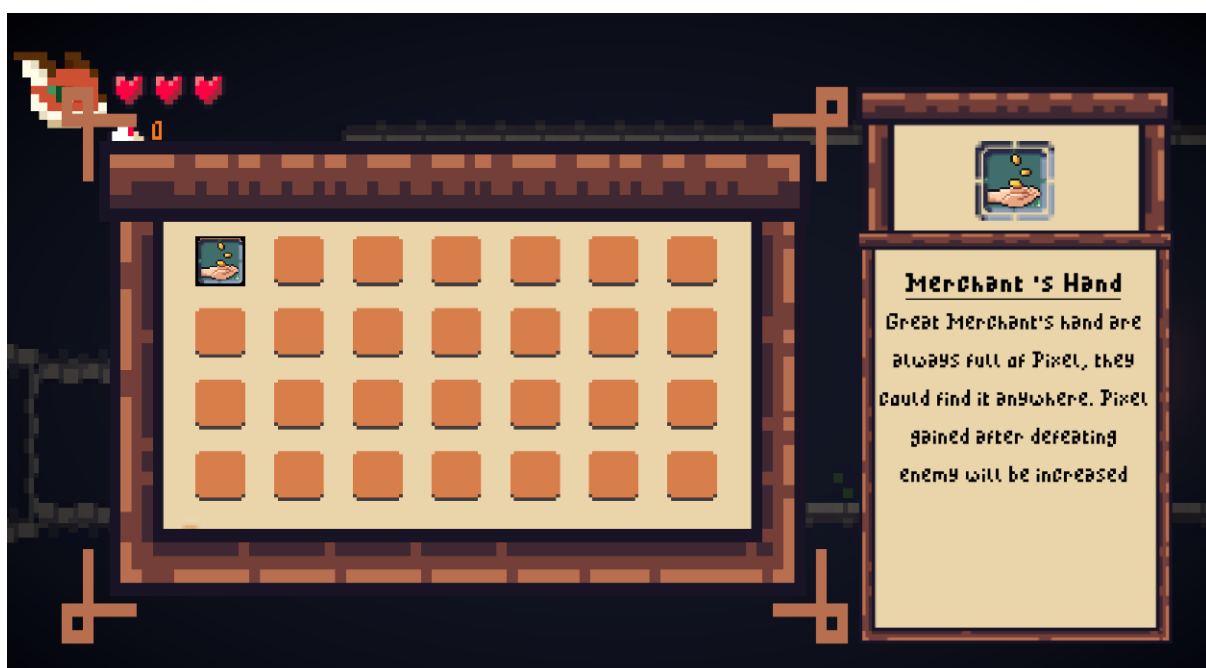 0
Merchant 's Hand
Great Merchant's hand are
always full of Pixel, they
could find it anywhere. Pixel
gained after defeating
enemy will be increased